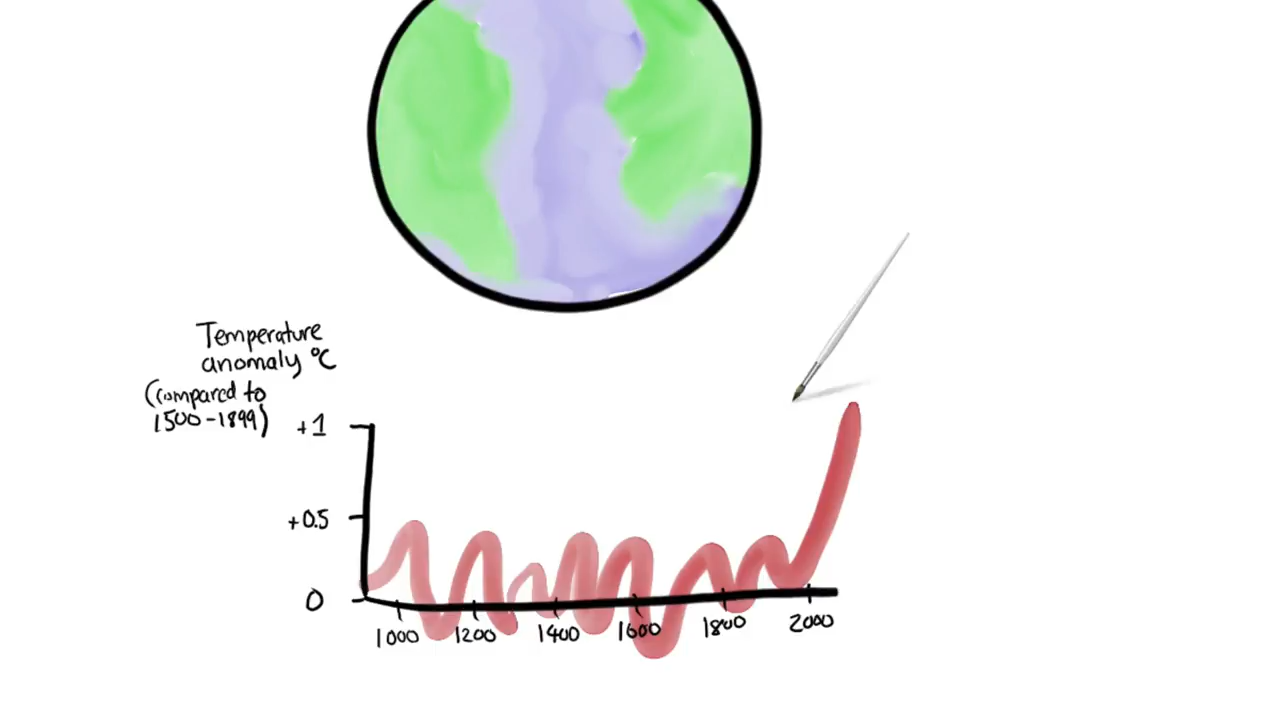 Temperature
anomaly °C
(compared to
1500-1899)
+1
+0.5
0
1000 1200 1400 1600 1800 2000